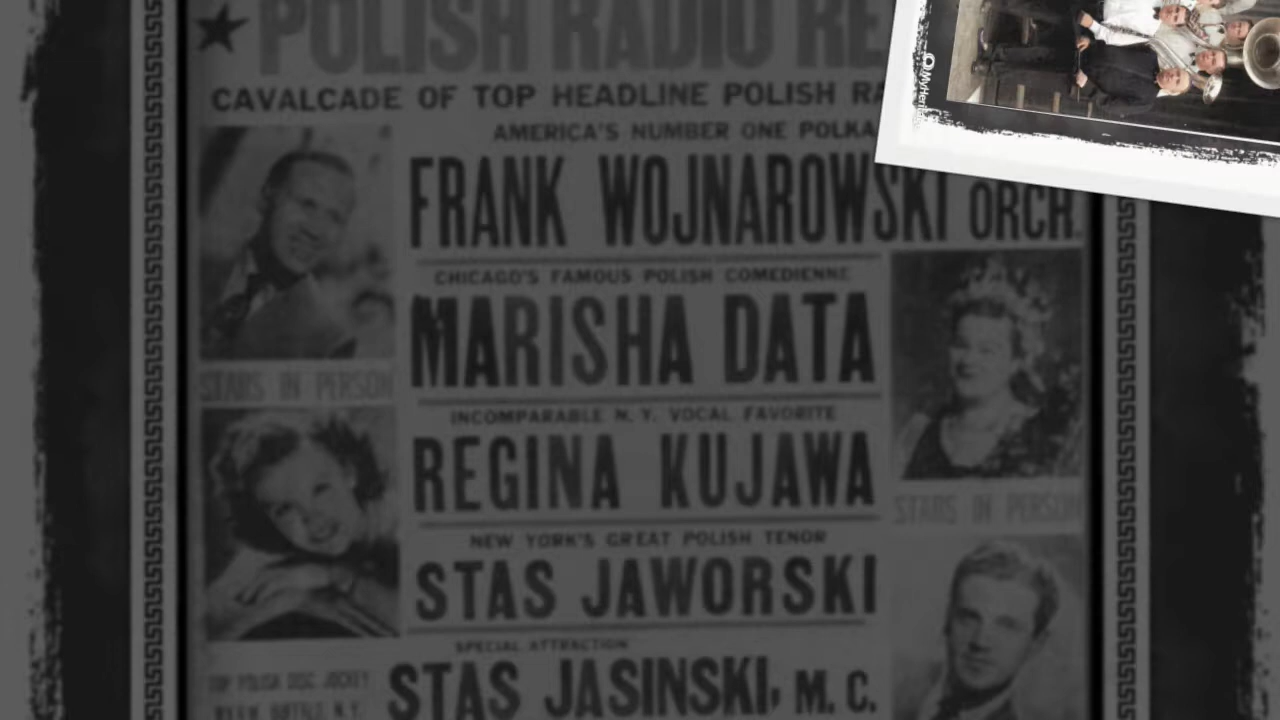 POLISH RADIO RE
CAVALCADE OF TOP HEADLINE POLISH RA
AMERICA'S NUMBER ONE POLKA
FRANK WOJNAROWSKI ORCH.
CHICAGO'S FAMOUS POLISH COMEDIENNE
MARISHA DATA
STARS IN PERSON
INCOMPARABLE N. Y. VOCAL FAVORITE
REGINA KUJAWA
STARS IN PERSON
NEW YORK'S GREAT POLISH TENOR
STAS JAWORSKI
SPECIAL ATTRACTION
STAS JASINSKI, M. C.
TOP POLISH DISC JOCKEY
N.Y.